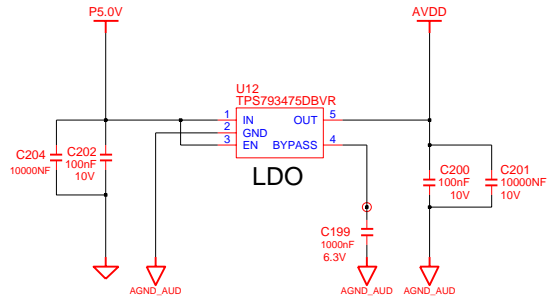 P5.0V
AVDD
U12
TPS793475DBVR
1 IN OUT 5
2 GND
3 EN BYPASS 4
LDO
C204
10000NF
C202
100nF
10V
C200
100nF
10V
C201
10000NF
10V
C199
1000nF
6.3V
AGND_AUD
AGND_AUD
AGND_AUD